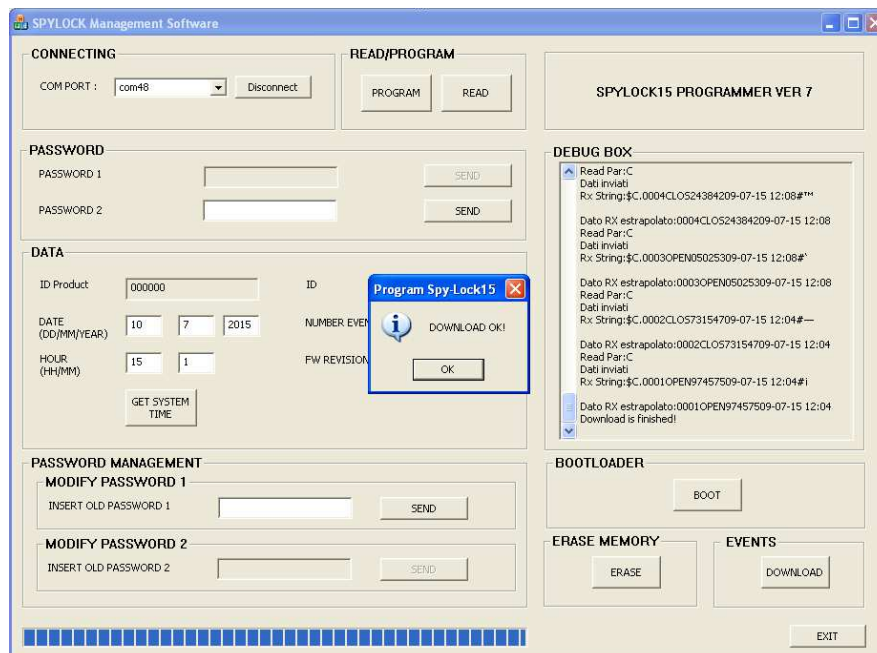 SPYLOCK Management Software
CONNECTING
COM PORT :
com48
Disconnect
READ/PROGRAM
PROGRAM
READ
SPYLOCK15 PROGRAMMER VER 7
PASSWORD
PASSWORD 1
SEND
PASSWORD 2
SEND
DEBUG BOX
Read Par:C
Dati inviati
Rx String:$C.0004CLOS24384209-07-15 12:08#™
Dato RX estrapolato:0004CLOS24384209-07-15 12:08
Read Par:C
Dati inviati
Rx String:$C.0003OPEN05025309-07-15 12:08#`
Dato RX estrapolato:0003OPEN05025309-07-15 12:08
Read Par:C
Dati inviati
Rx String:$C.0002CLOS73154709-07-15 12:04#—
Dato RX estrapolato:0002CLOS73154709-07-15 12:04
Read Par:C
Dati inviati
Rx String:$C.0001OPEN97457509-07-15 12:04#i
Dato RX estrapolato:0001OPEN97457509-07-15 12:04
Download is finished!
DATA
ID Product
000000
ID
DATE
(DD/MM/YEAR)
10
7
2015
NUMBER EVEN
HOUR
(HH/MM)
15
1
FW REVISION
GET SYSTEM
TIME
Program Spy-Lock15
DOWNLOAD OK!
OK
PASSWORD MANAGEMENT
MODIFY PASSWORD 1
INSERT OLD PASSWORD 1
SEND
MODIFY PASSWORD 2
INSERT OLD PASSWORD 2
SEND
BOOTLOADER
BOOT
ERASE MEMORY
ERASE
EVENTS
DOWNLOAD
EXIT